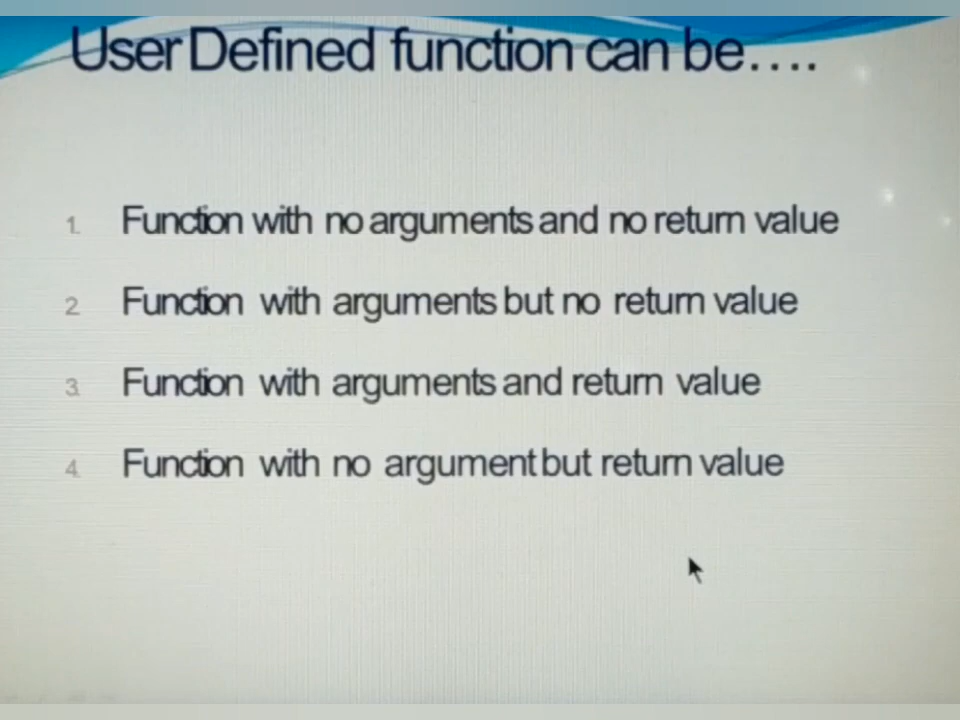 User Defined function can be....
1. Function with no arguments and no return value
2. Function with arguments but no return value
3. Function with arguments and return value
4. Function with no argument but return value